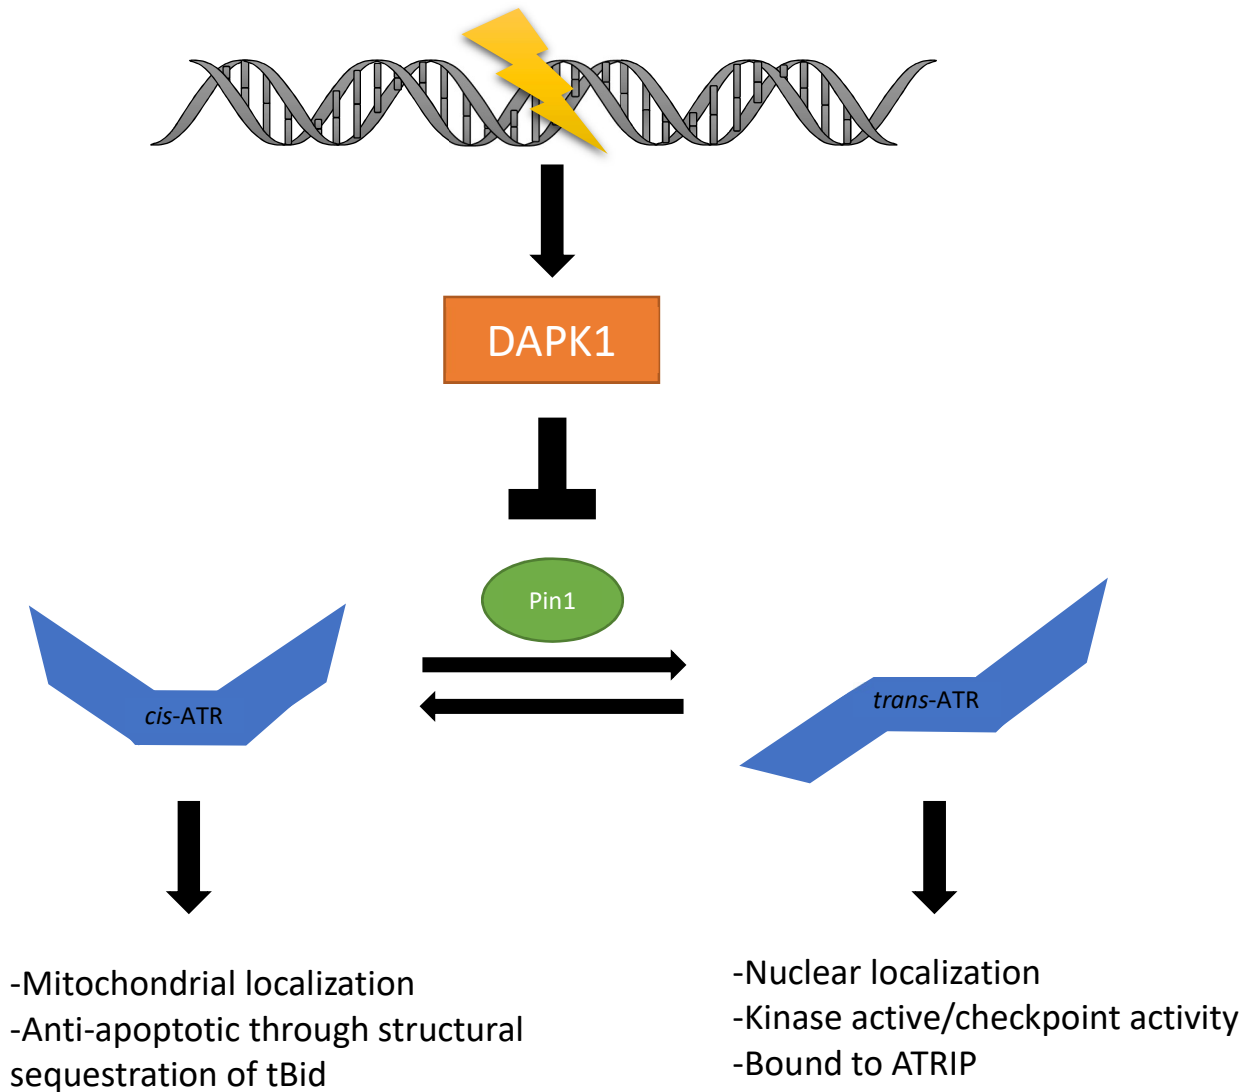 DAPK1
Pin1
cis-ATR
trans-ATR
-Mitochondrial localization
-Anti-apoptotic through structural
sequestration of tBid
-Nuclear localization
-Kinase active/checkpoint activity
-Bound to ATRIP